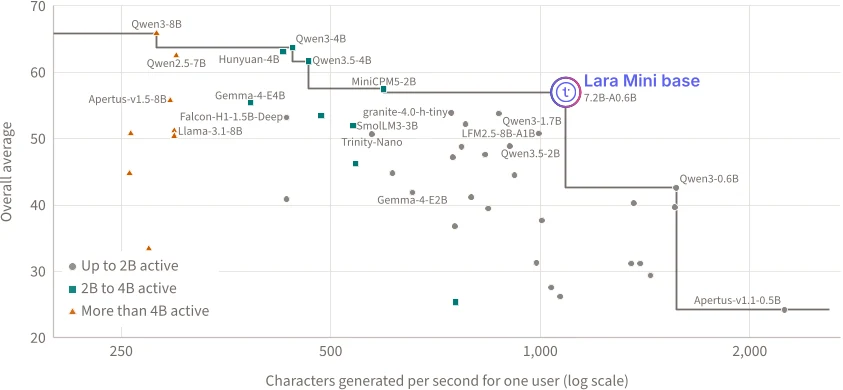 70
Qwen3-8B
Qwen3-4B
Qwen2.5-7B
Hunyuan-4B
Qwen3.5-4B
60
MiniCPM5-2B
Lara Mini base
7.2B-A0.6B
Apertus-v1.5-8B
Gemma-4-E4B
Falcon-H1-1.5B-Deep
granite-4.0-h-tiny
Qwen3-1.7B
SmolLM3-3B
Llama-3.1-8B
LFM2.5-8B-A1B
50
Trinity-Nano
Qwen3.5-2B
Qwen3-0.6B
Gemma-4-E2B
40
Overall average
Up to 2B active
30
2B to 4B active
Apertus-v1.1-0.5B
More than 4B active
20
250
500
1,000
2,000
Characters generated per second for one user (log scale)